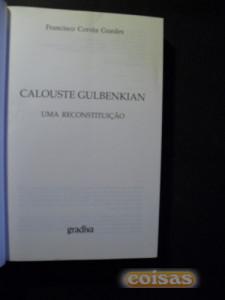 Francisco Corrêa Guedes
CALOUSTE GULBENKIAN
UMA RECONSTITUIÇÃO
gradiva
coisas